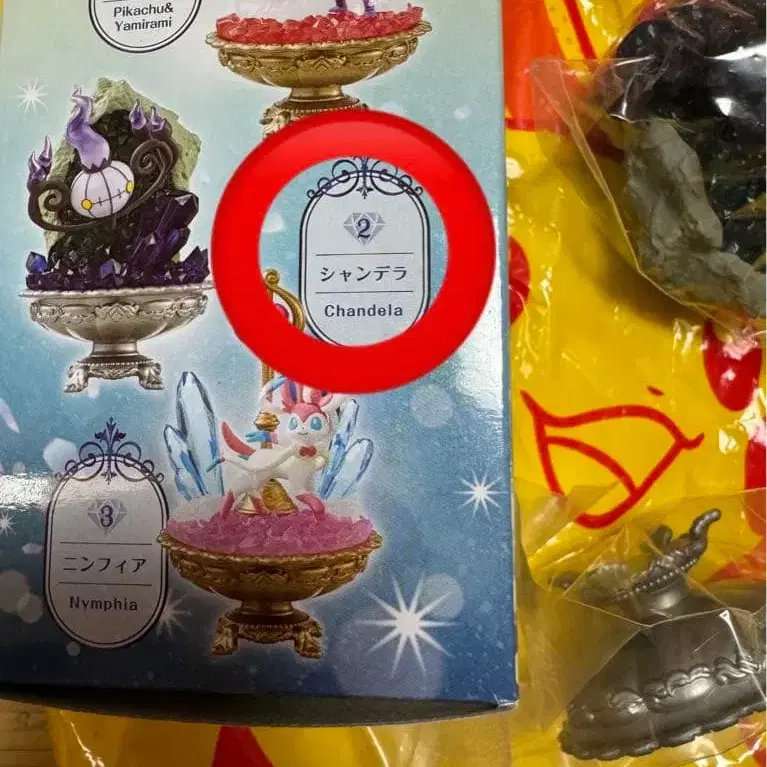 Pikachu&
Yamirami
2
シャンデラ
Chandela
3
ニンフィア
Nymphia